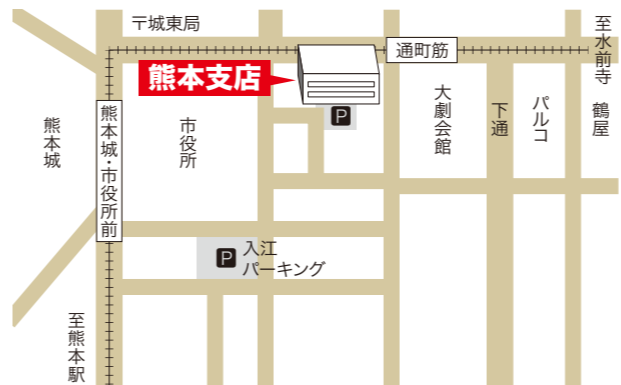 〒城東局
至水前寺
通町筋
熊本支店
P
大劇会館
下通
パルコ
鶴屋
熊本城・市役所前
市役所
熊本城
P
入江
パーキング
至熊本駅